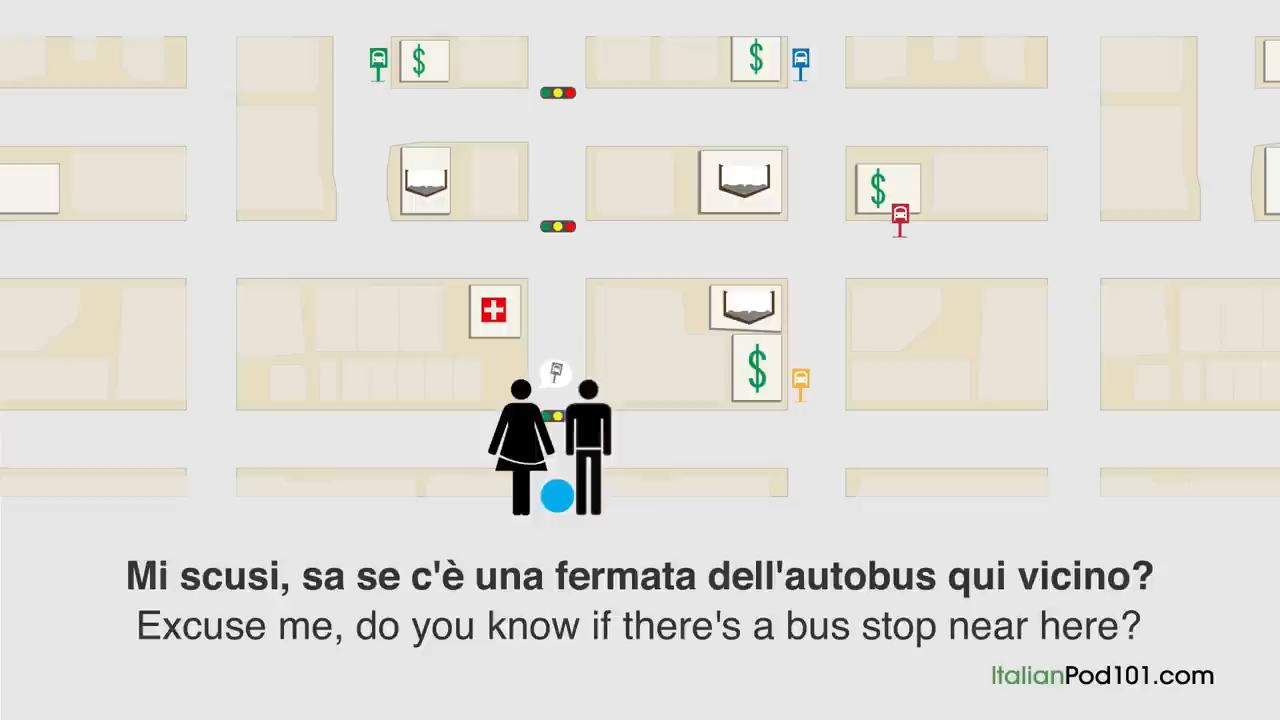 $ $
$
$
Mi scusi, sa se c'è una fermata dell'autobus qui vicino?
Excuse me, do you know if there's a bus stop near here?
ItalianPod101.com